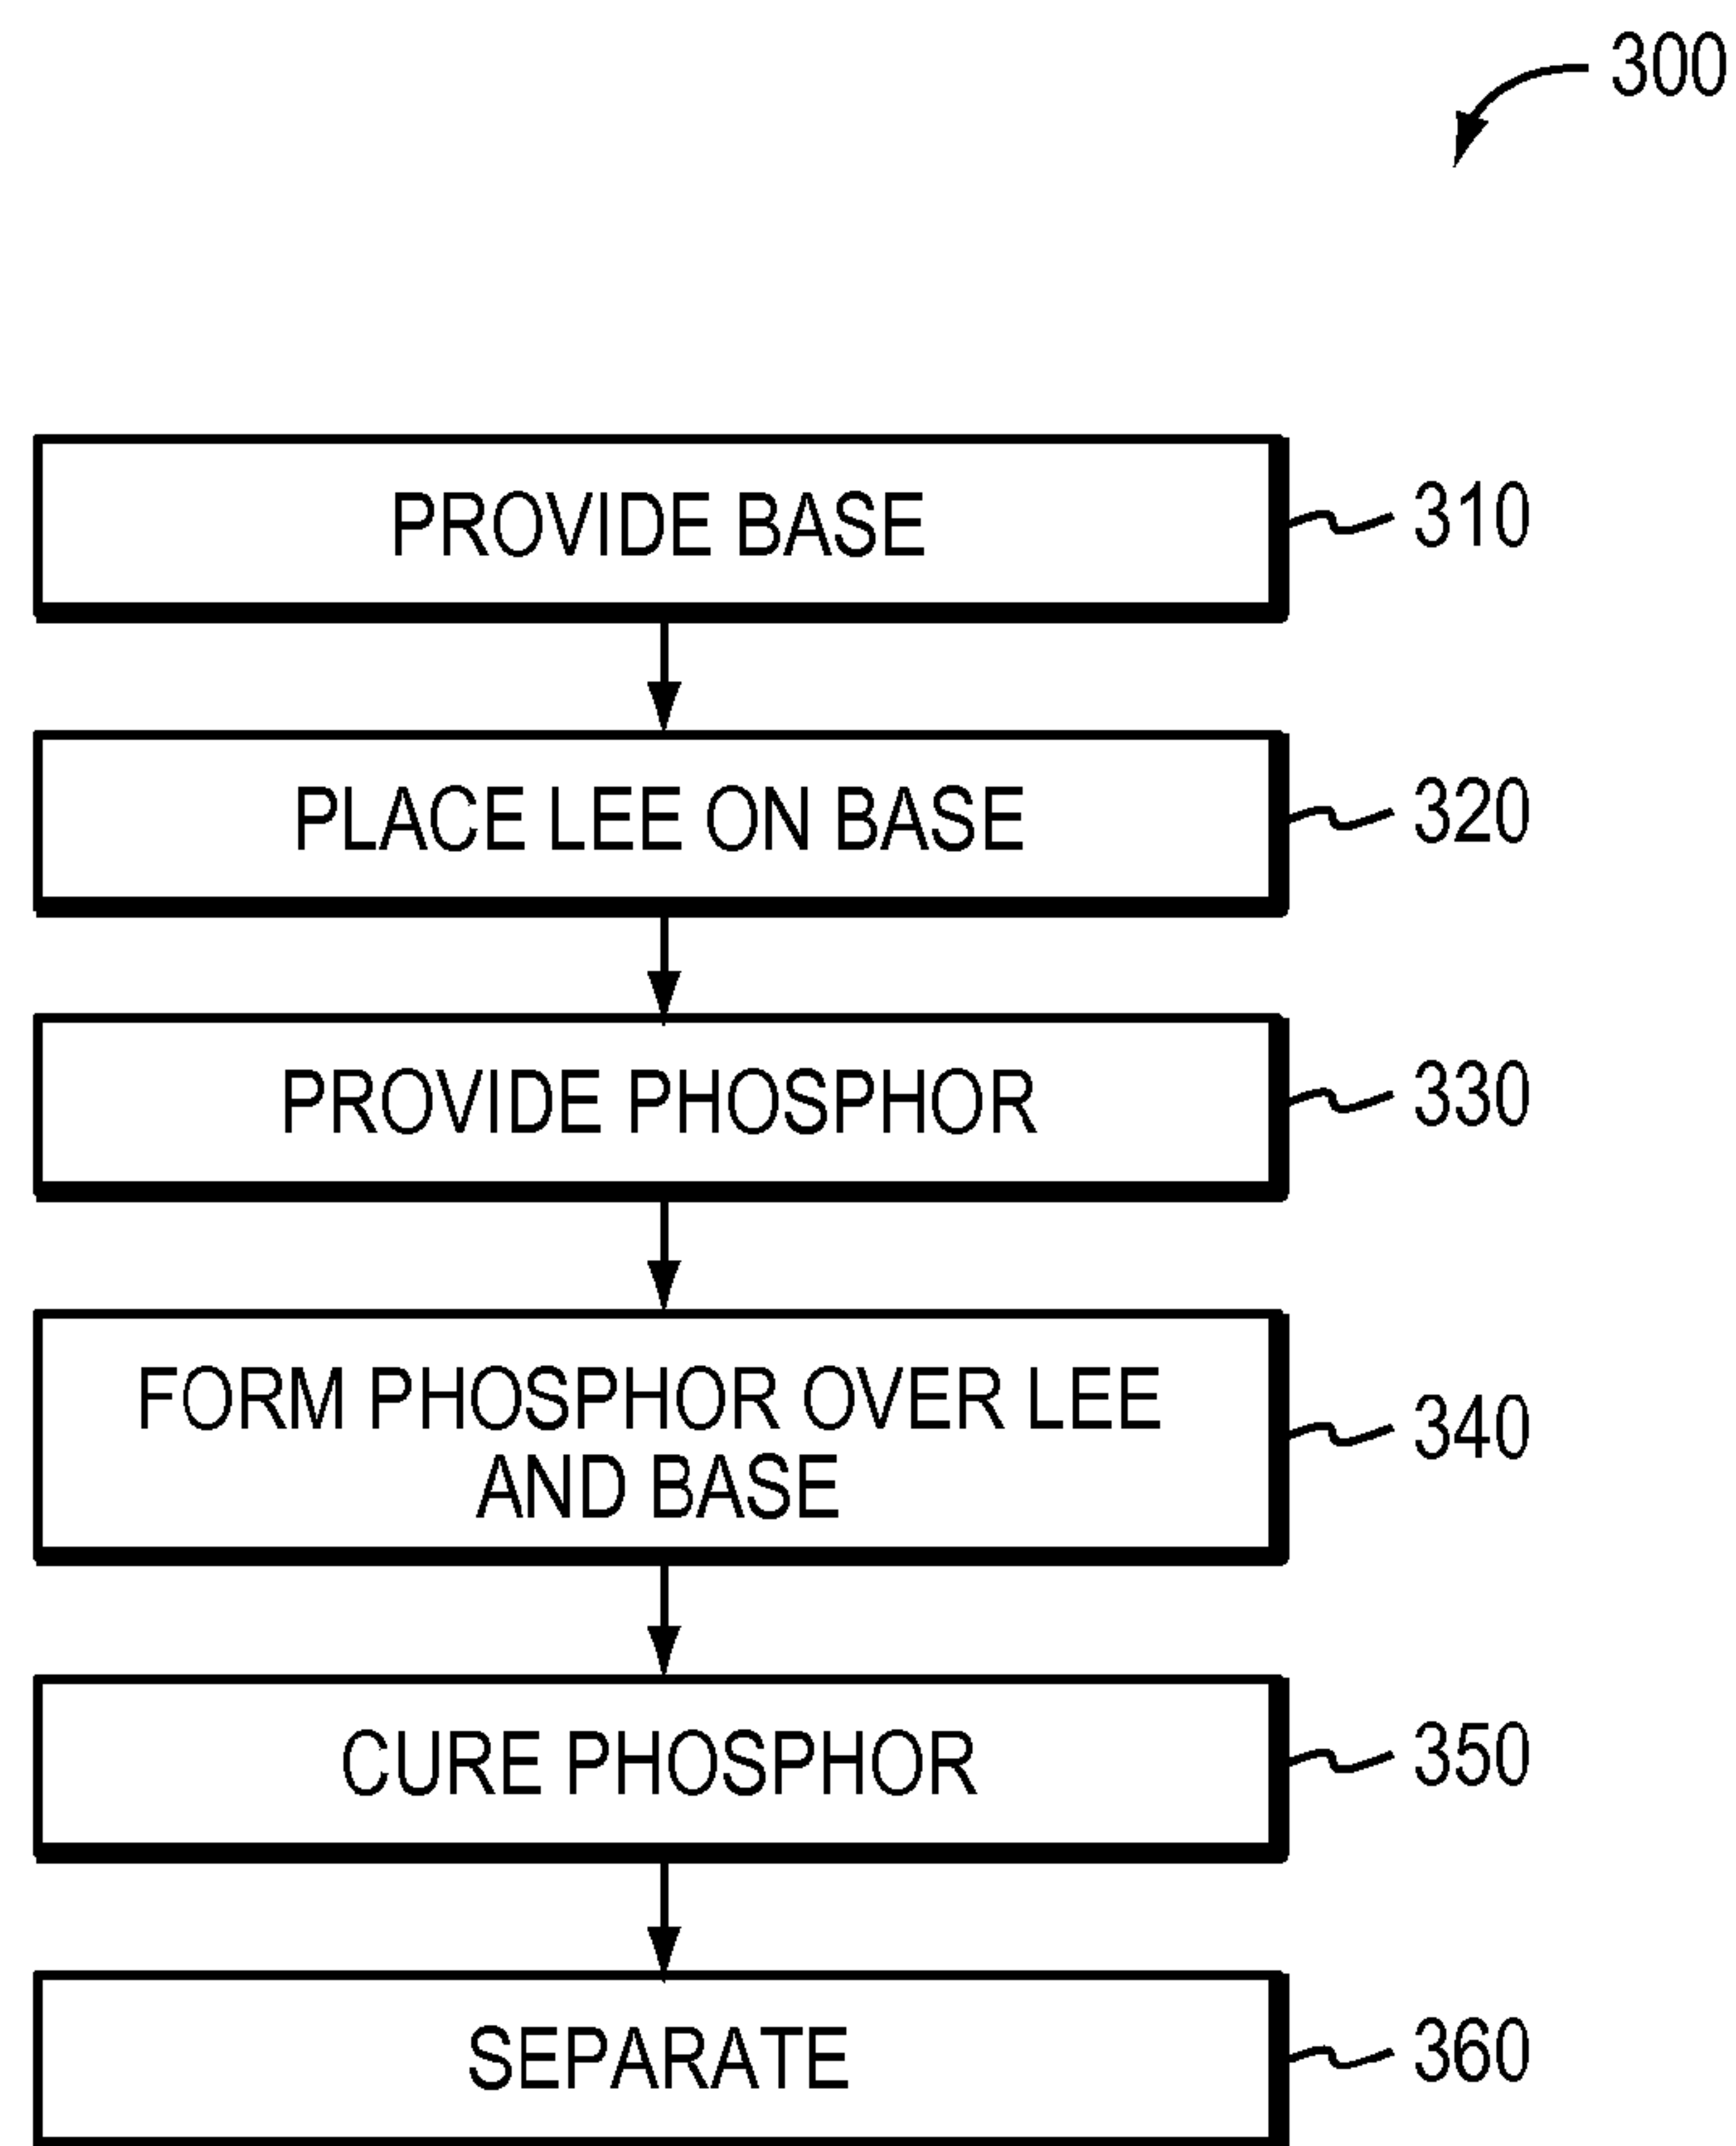 300
PROVIDE BASE
310
PLACE LEE ON BASE
320
PROVIDE PHOSPHOR
330
FORM PHOSPHOR OVER LEE
AND BASE
340
CURE PHOSPHOR
350
SEPARATE
360